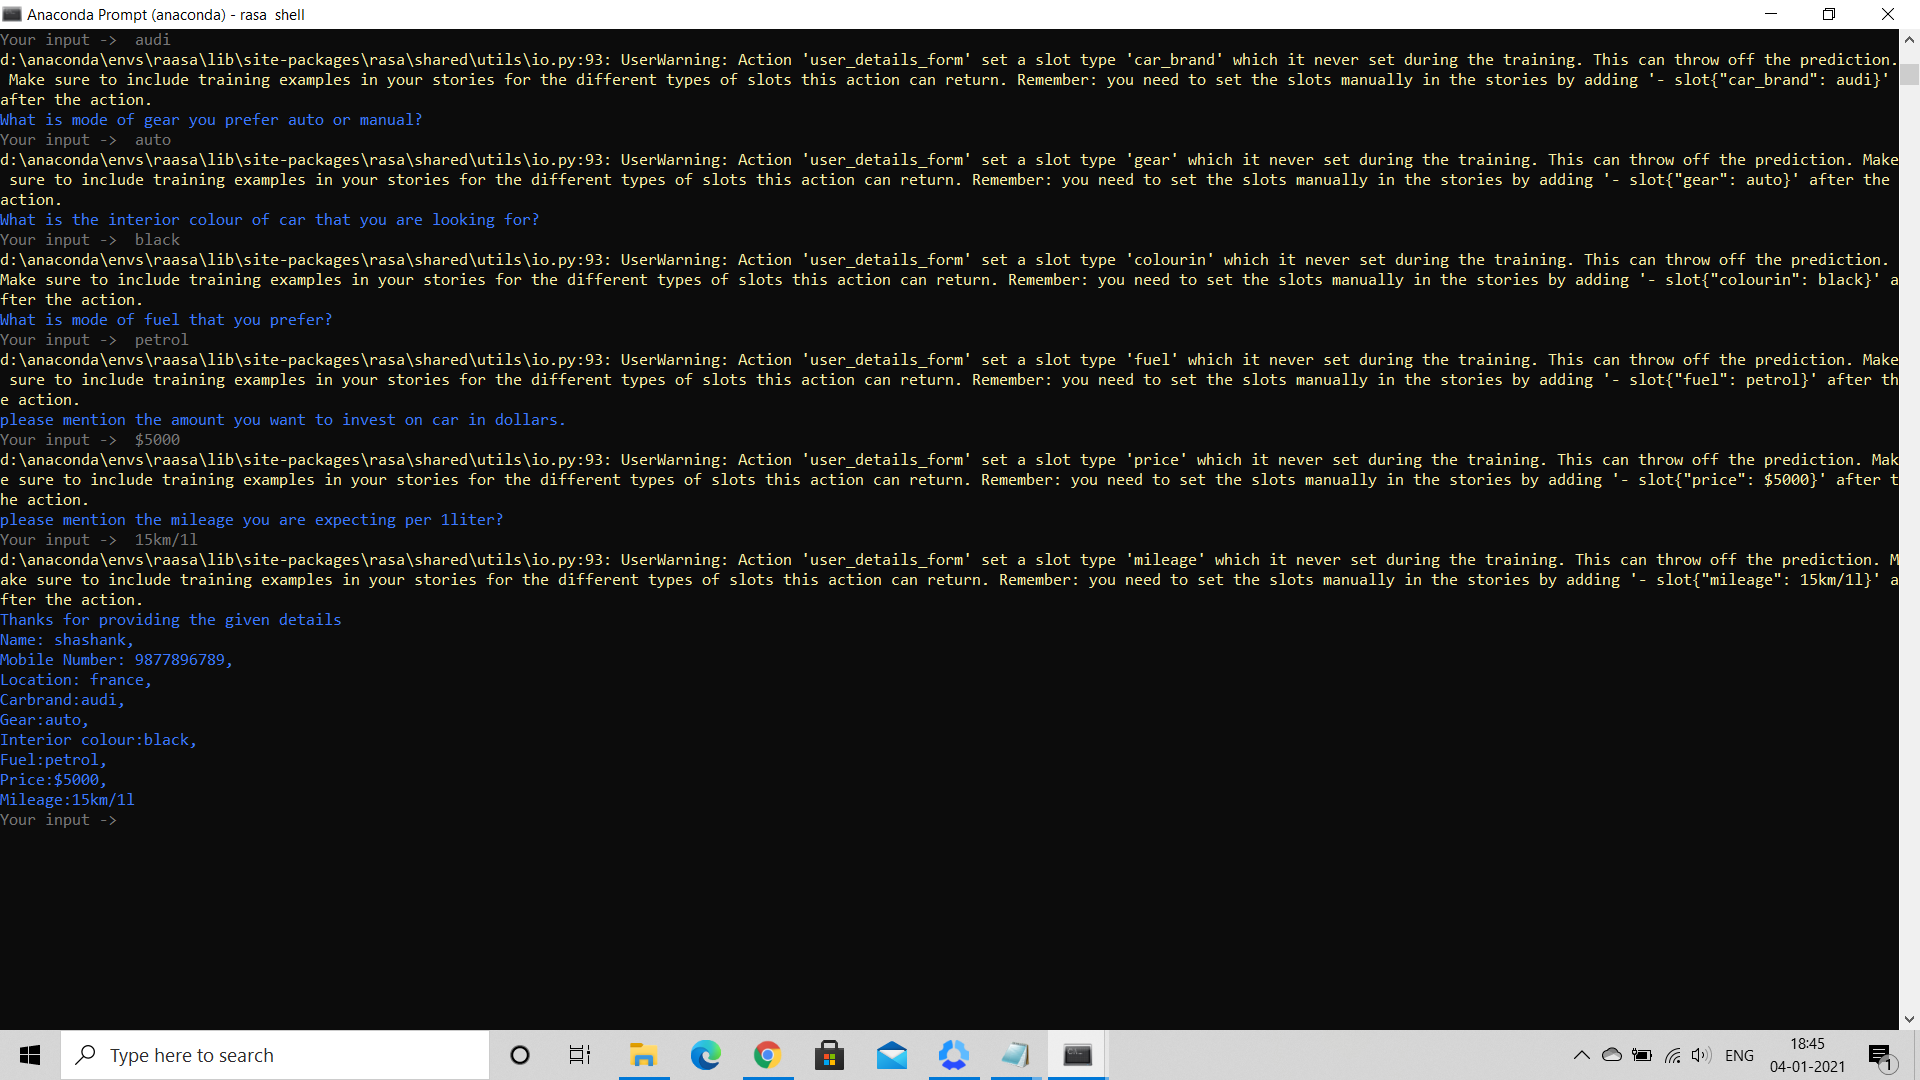 Anaconda Prompt (anaconda) - rasa  shell
Your input ->  audi
d:\anaconda\envs\raasa\lib\site-packages\rasa\shared\utils\io.py:93: UserWarning: Action 'user_details_form' set a slot type 'car_brand' which it never set during the training. This can throw off the prediction.
 Make sure to include training examples in your stories for the different types of slots this action can return. Remember: you need to set the slots manually in the stories by adding '- slot{"car_brand": audi}'
after the action.
What is mode of gear you prefer auto or manual?
Your input ->  auto
d:\anaconda\envs\raasa\lib\site-packages\rasa\shared\utils\io.py:93: UserWarning: Action 'user_details_form' set a slot type 'gear' which it never set during the training. This can throw off the prediction. Make
 sure to include training examples in your stories for the different types of slots this action can return. Remember: you need to set the slots manually in the stories by adding '- slot{"gear": auto}' after the
action.
What is the interior colour of car that you are looking for?
Your input ->  black
d:\anaconda\envs\raasa\lib\site-packages\rasa\shared\utils\io.py:93: UserWarning: Action 'user_details_form' set a slot type 'colourin' which it never set during the training. This can throw off the prediction.
Make sure to include training examples in your stories for the different types of slots this action can return. Remember: you need to set the slots manually in the stories by adding '- slot{"colourin": black}' a
fter the action.
What is mode of fuel that you prefer?
Your input ->  petrol
d:\anaconda\envs\raasa\lib\site-packages\rasa\shared\utils\io.py:93: UserWarning: Action 'user_details_form' set a slot type 'fuel' which it never set during the training. This can throw off the prediction. Make
 sure to include training examples in your stories for the different types of slots this action can return. Remember: you need to set the slots manually in the stories by adding '- slot{"fuel": petrol}' after th
e action.
please mention the amount you want to invest on car in dollars.
Your input ->  $5000
d:\anaconda\envs\raasa\lib\site-packages\rasa\shared\utils\io.py:93: UserWarning: Action 'user_details_form' set a slot type 'price' which it never set during the training. This can throw off the prediction. Mak
e sure to include training examples in your stories for the different types of slots this action can return. Remember: you need to set the slots manually in the stories by adding '- slot{"price": $5000}' after t
he action.
please mention the mileage you are expecting per 1liter?
Your input ->  15km/1l
d:\anaconda\envs\raasa\lib\site-packages\rasa\shared\utils\io.py:93: UserWarning: Action 'user_details_form' set a slot type 'mileage' which it never set during the training. This can throw off the prediction. M
ake sure to include training examples in your stories for the different types of slots this action can return. Remember: you need to set the slots manually in the stories by adding '- slot{"mileage": 15km/1l}' a
fter the action.
Thanks for providing the given details
Name: shashank,
Mobile Number: 9877896789,
Location: france,
Carbrand:audi,
Gear:auto,
Interior colour:black,
Fuel:petrol,
Price:$5000,
Mileage:15km/1l
Your input ->
Type here to search
ENG
18:45
04-01-2021
1